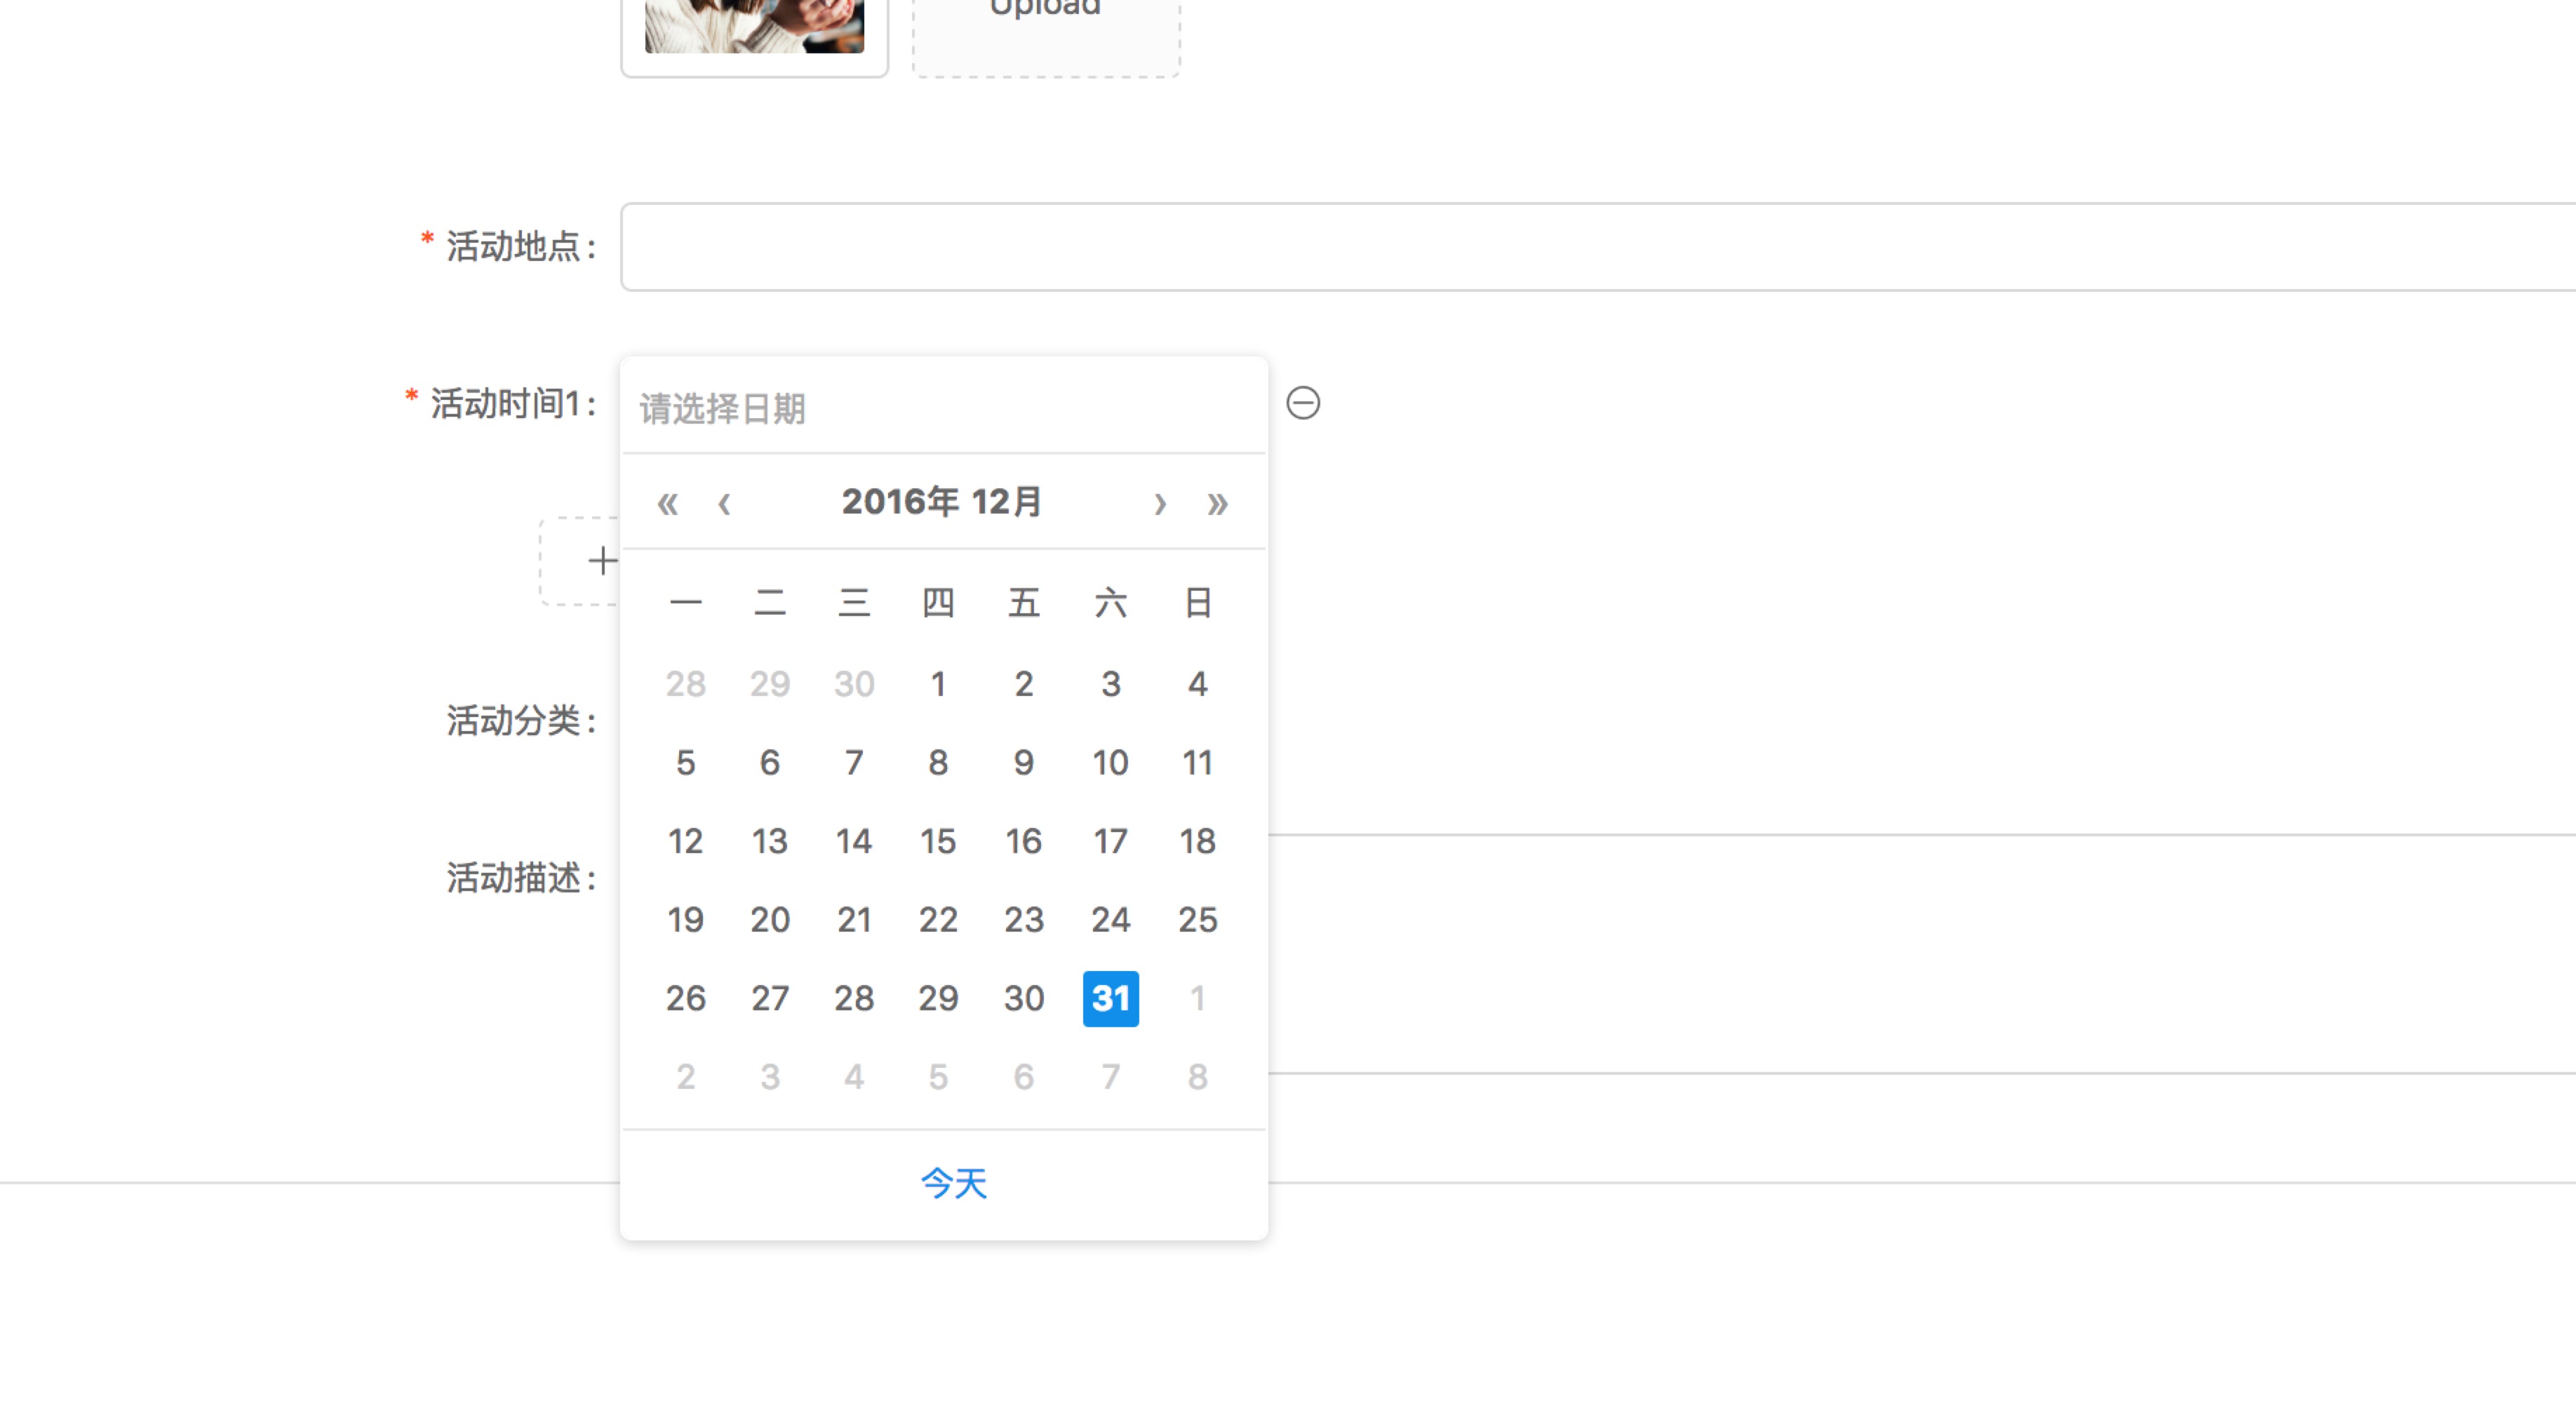 Upload
* 活动地点:
* 活动时间1:
请选择日期
« ‹ 2016年 12月 › »
一 二 三 四 五 六 日
28 29 30 1 2 3 4
5 6 7 8 9 10 11
12 13 14 15 16 17 18
19 20 21 22 23 24 25
26 27 28 29 30 31 1
2 3 4 5 6 7 8
今天
活动分类:
活动描述: